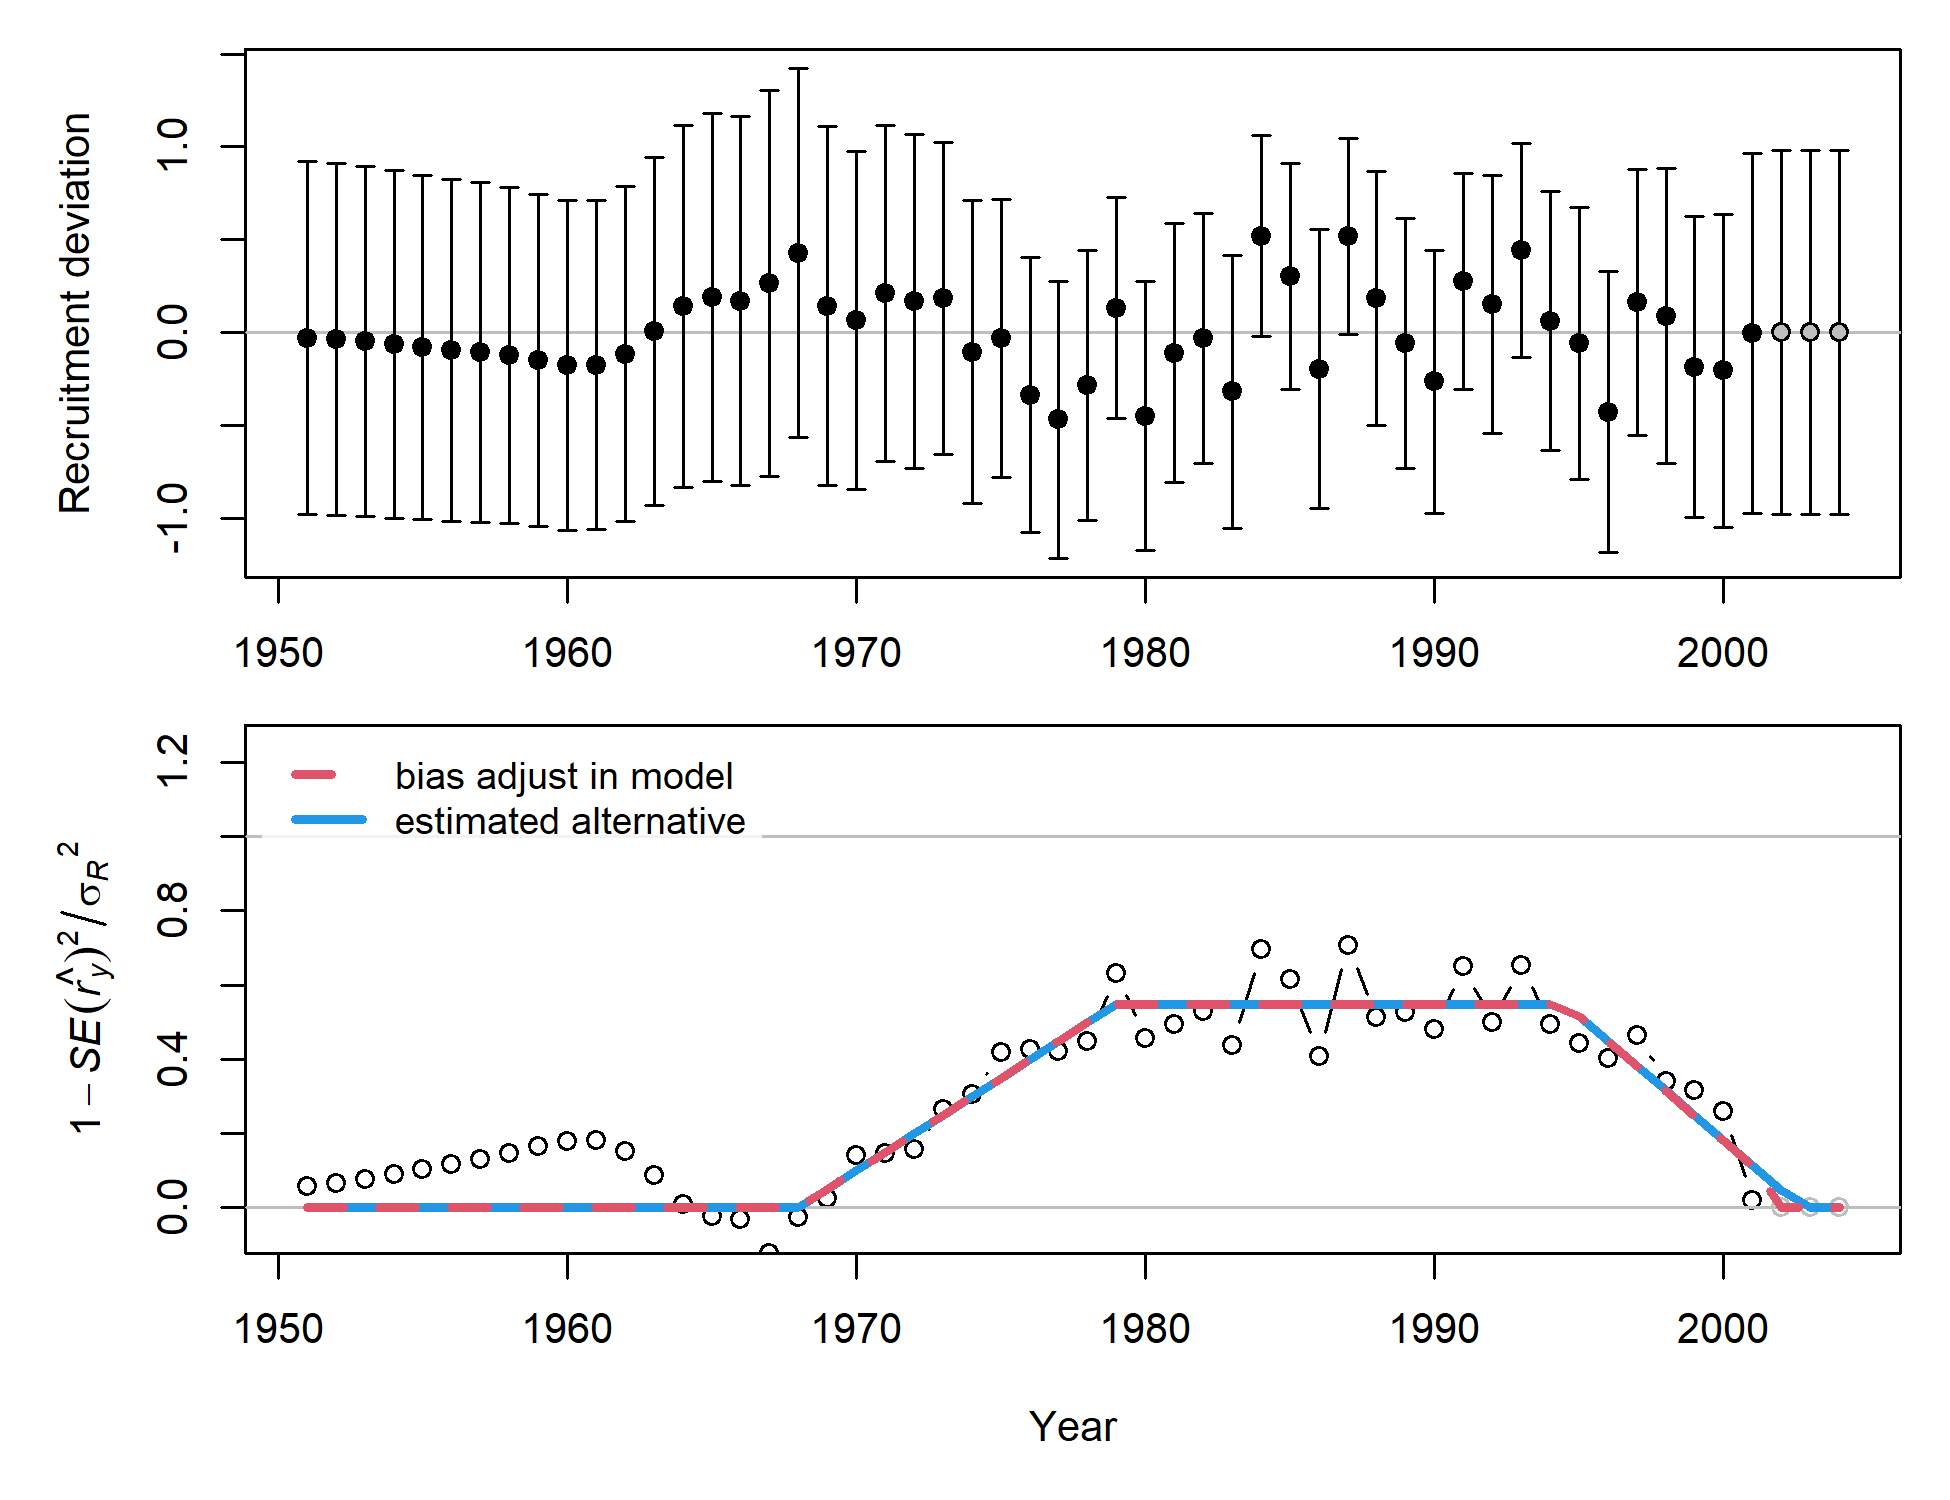 Recruitment deviation
1.0
0.0
-1.0
1950 1960 1970 1980 1990 2000
bias adjust in model
estimated alternative
1 − SE(r̂y)²/σR²
1.2
0.8
0.4
0.0
1950 1960 1970 1980 1990 2000
Year